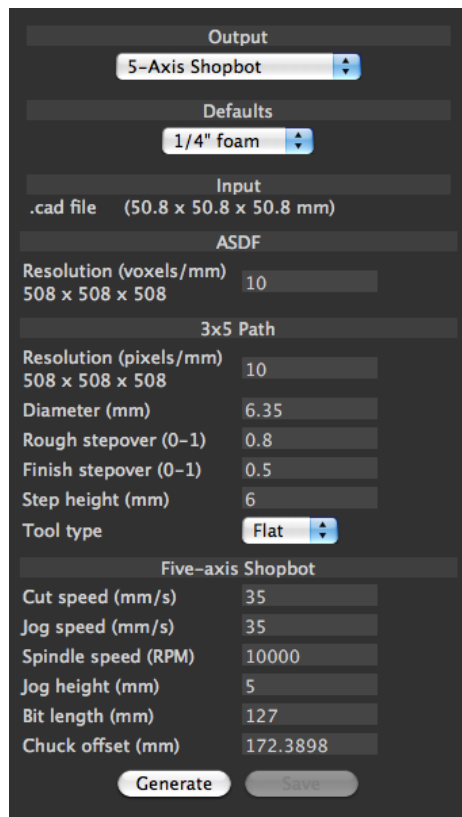 Output
5-Axis Shopbot
Defaults
1/4" foam
Input
.cad file (50.8 x 50.8 x 50.8 mm)
ASDF
Resolution (voxels/mm)
508 x 508 x 508 10
3x5 Path
Resolution (pixels/mm)
508 x 508 x 508 10
Diameter (mm) 6.35
Rough stepover (0-1) 0.8
Finish stepover (0-1) 0.5
Step height (mm) 6
Tool type Flat
Five-axis Shopbot
Cut speed (mm/s) 35
Jog speed (mm/s) 35
Spindle speed (RPM) 10000
Jog height (mm) 5
Bit length (mm) 127
Chuck offset (mm) 172.3898
Generate Save